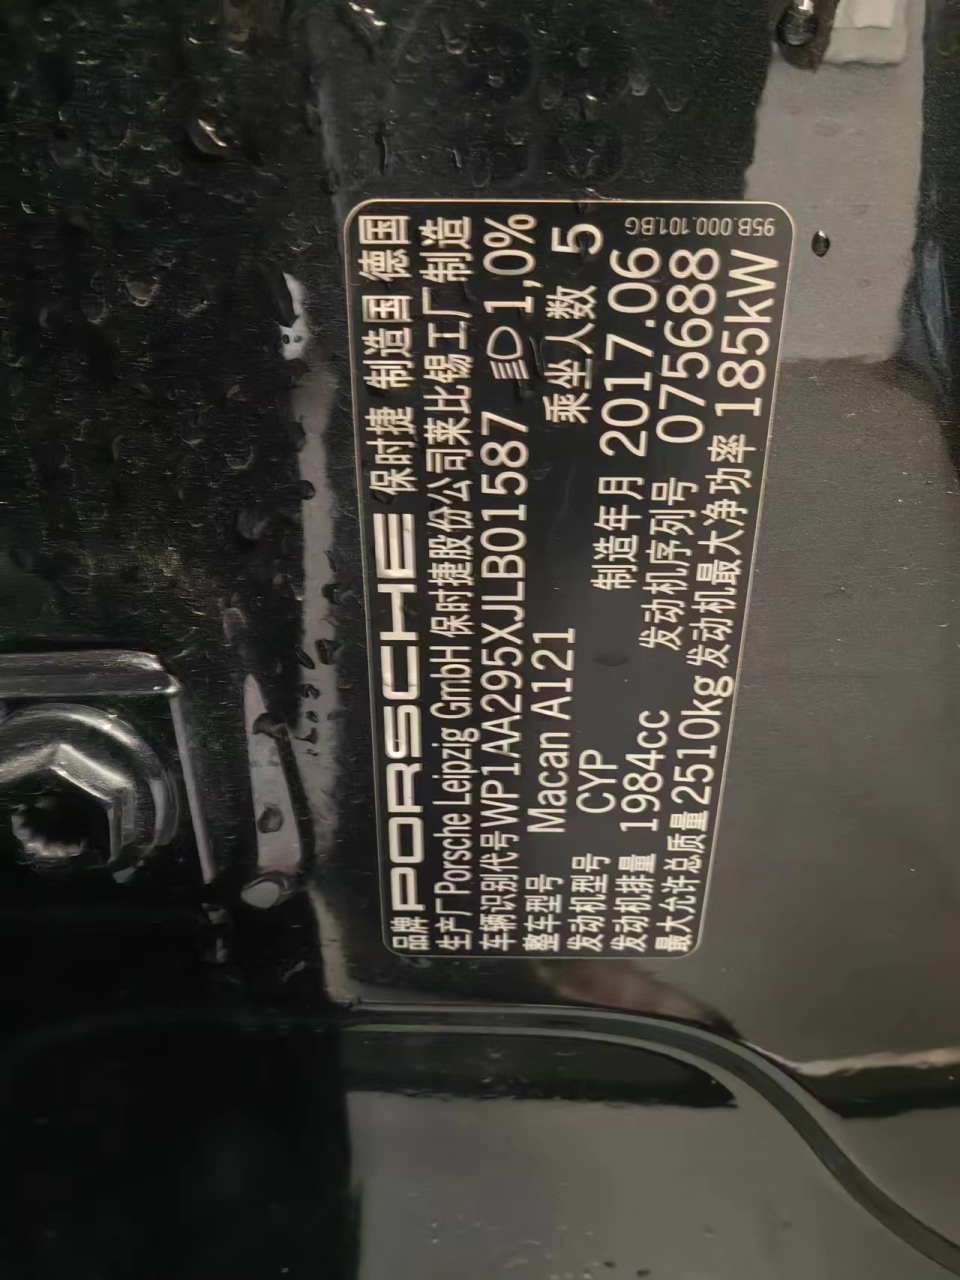 品牌 PORSCHE 保时捷 制造国 德国
生产厂 Porsche Leipzig GmbH 保时捷股份公司莱比锡工厂制造
车辆识别代号 WP1AA295XJLB01587 1,0%
整车型号 Macan A121 乘坐人数 5
发动机型号 CYP 制造年月 2017.06
发动机排量 1984cc 发动机序列号 075688
最大允许总质量 2510kg 发动机最大净功率 185kW
95B.000.101.BG